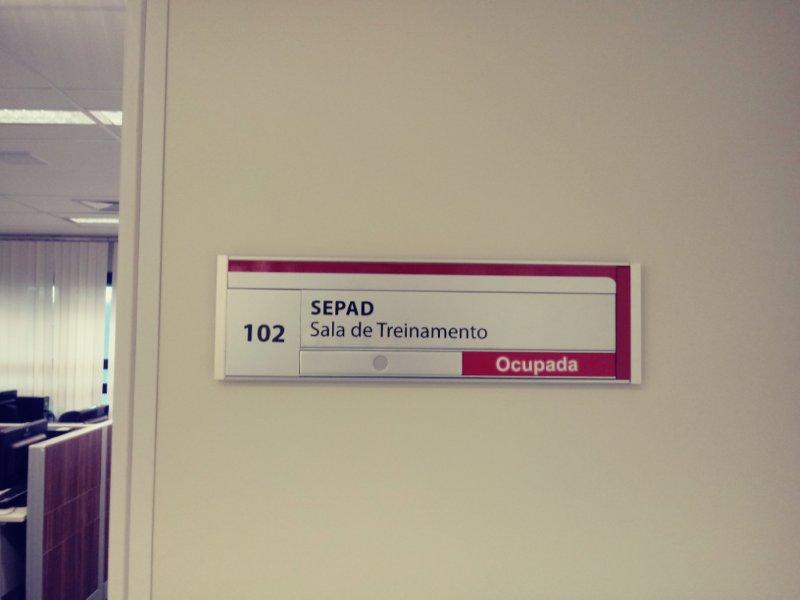 SEPAD
102
Sala de Treinamento
Ocupada